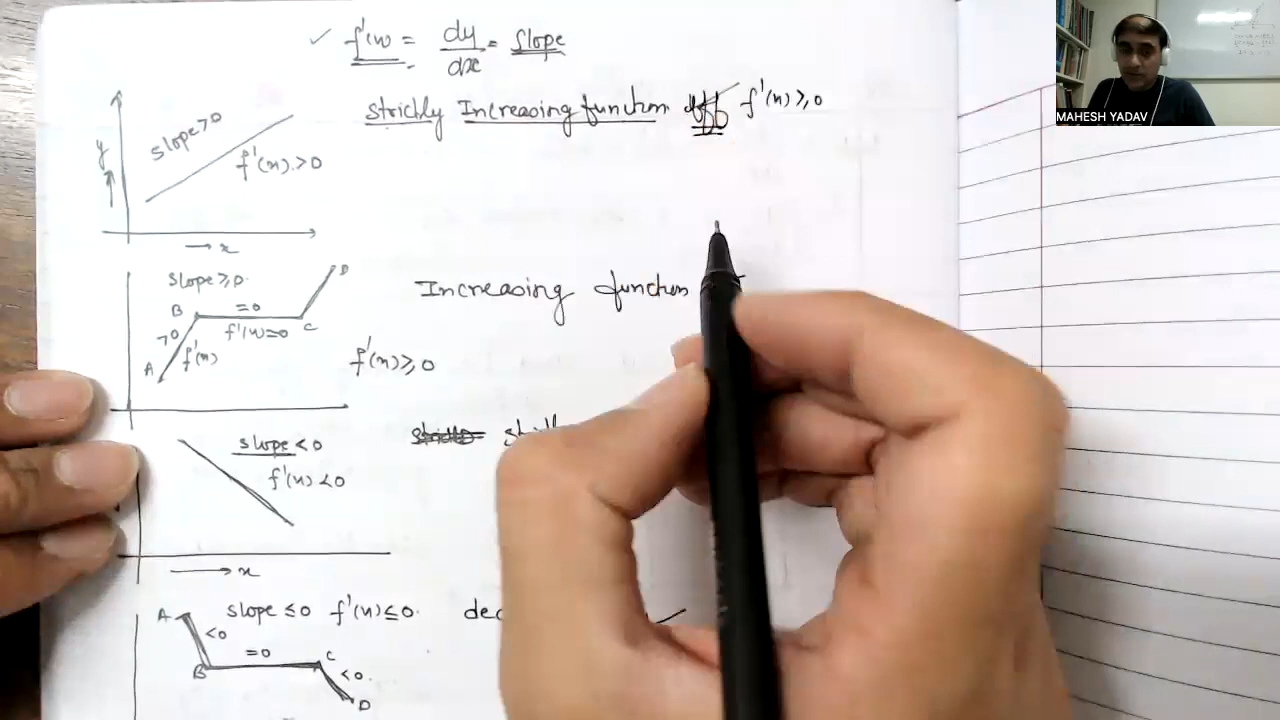 ✓ f'(x) = dy/dx = slope
strictly Increasing function f'(x) ≥ 0
slope > 0
y
f'(x) > 0
→ x
slope ≥ 0
Increasing function
D
B
= 0
C
f'(x) = 0
> 0
f'(x)
A
f'(x) ≥ 0
slope < 0
f'(x) < 0
→ x
A
slope ≤ 0 f'(x) ≤ 0
< 0
= 0
B
C
< 0
D
MAHESH YADAV